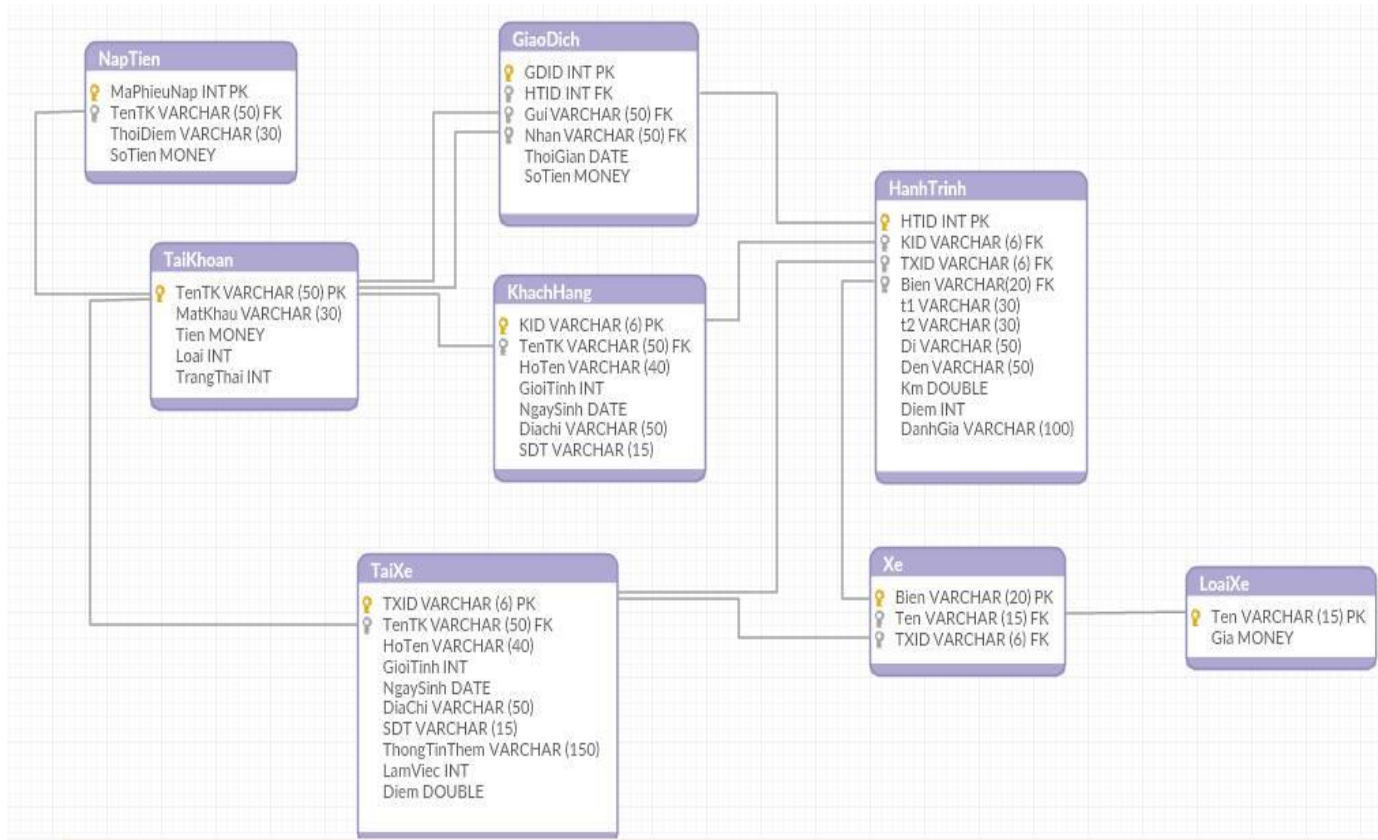 NapTien
MaPhieuNap INT PK
TenTK VARCHAR (50) FK
ThoiDiem VARCHAR (30)
SoTien MONEY
GiaoDich
GDID INT PK
HTID INT FK
Gui VARCHAR (50) FK
Nhan VARCHAR (50) FK
ThoiGian DATE
SoTien MONEY
HanhTrinh
HTID INT PK
KID VARCHAR (6) FK
TXID VARCHAR (6) FK
Bien VARCHAR(20) FK
t1 VARCHAR (30)
t2 VARCHAR (30)
Di VARCHAR (50)
Den VARCHAR (50)
Km DOUBLE
Diem INT
DanhGia VARCHAR (100)
TaiKhoan
TenTK VARCHAR (50) PK
MatKhau VARCHAR (30)
Tien MONEY
Loai INT
TrangThai INT
KhachHang
KID VARCHAR (6) PK
TenTK VARCHAR (50) FK
HoTen VARCHAR (40)
GioiTinh INT
NgaySinh DATE
Diachi VARCHAR (50)
SDT VARCHAR (15)
TaiXe
TXID VARCHAR (6) PK
TenTK VARCHAR (50) FK
HoTen VARCHAR (40)
GioiTinh INT
NgaySinh DATE
DiaChi VARCHAR (50)
SDT VARCHAR (15)
ThongTinThem VARCHAR (150)
LamViec INT
Diem DOUBLE
Xe
Bien VARCHAR (20) PK
Ten VARCHAR (15) FK
TXID VARCHAR (6) FK
LoaiXe
Ten VARCHAR (15) PK
Gia MONEY